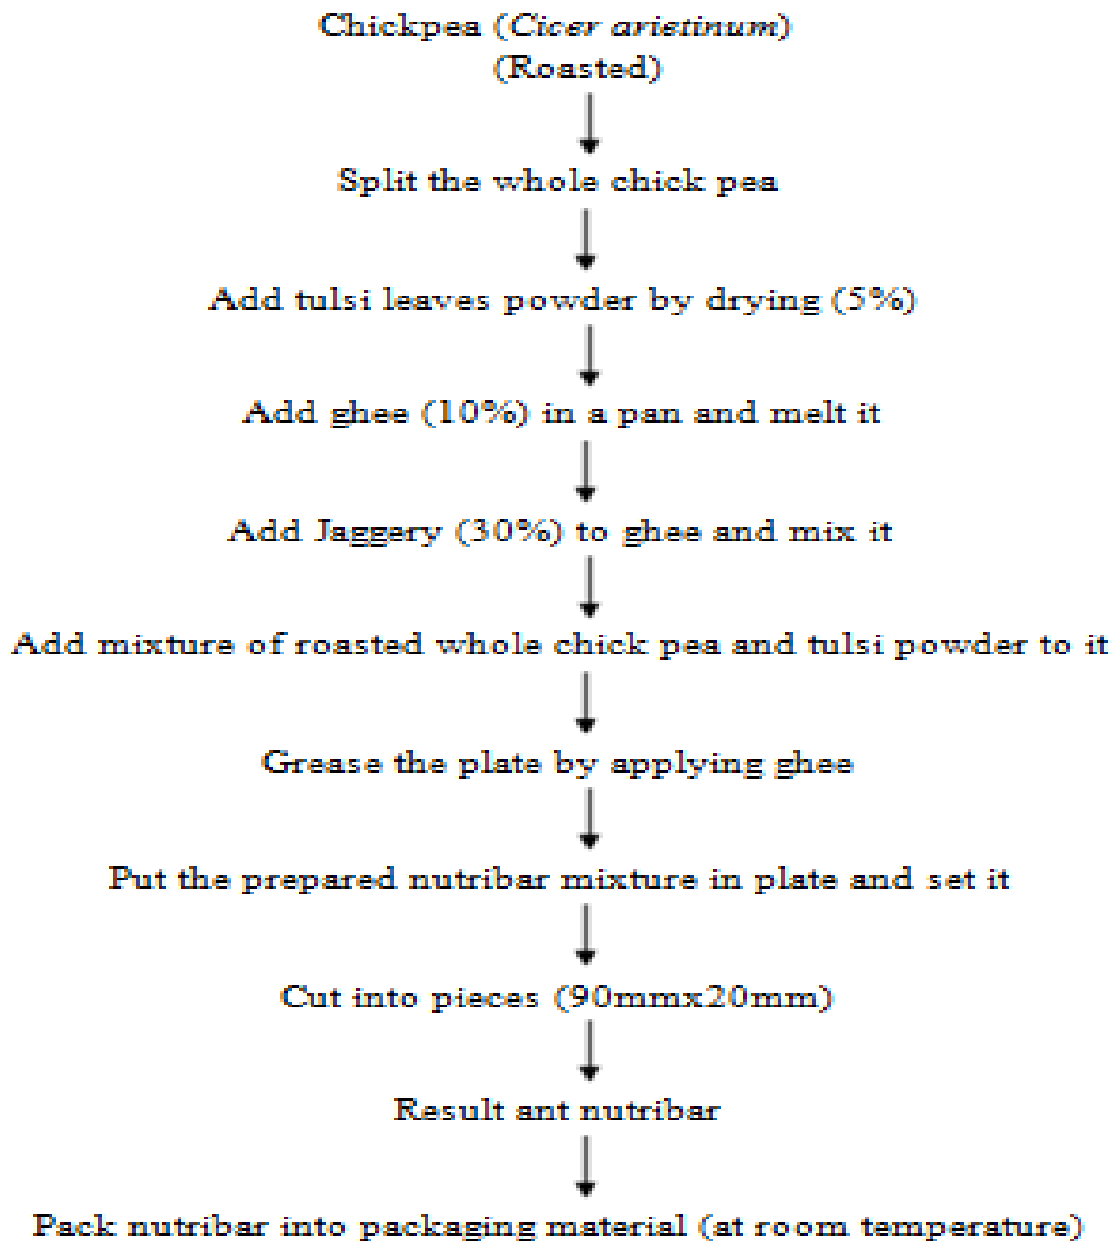 Chickpea (Cicer arietinum)
(Roasted)
Split the whole chick pea
Add tulsi leaves powder by drying (5%)
Add ghee (10%) in a pan and melt it
Add Jaggery (30%) to ghee and mix it
Add mixture of roasted whole chick pea and tulsi powder to it
Grease the plate by applying ghee
Put the prepared nutribar mixture in plate and set it
Cut into pieces (90mmx20mm)
Result ant nutribar
Pack nutribar into packaging material (at room temperature)